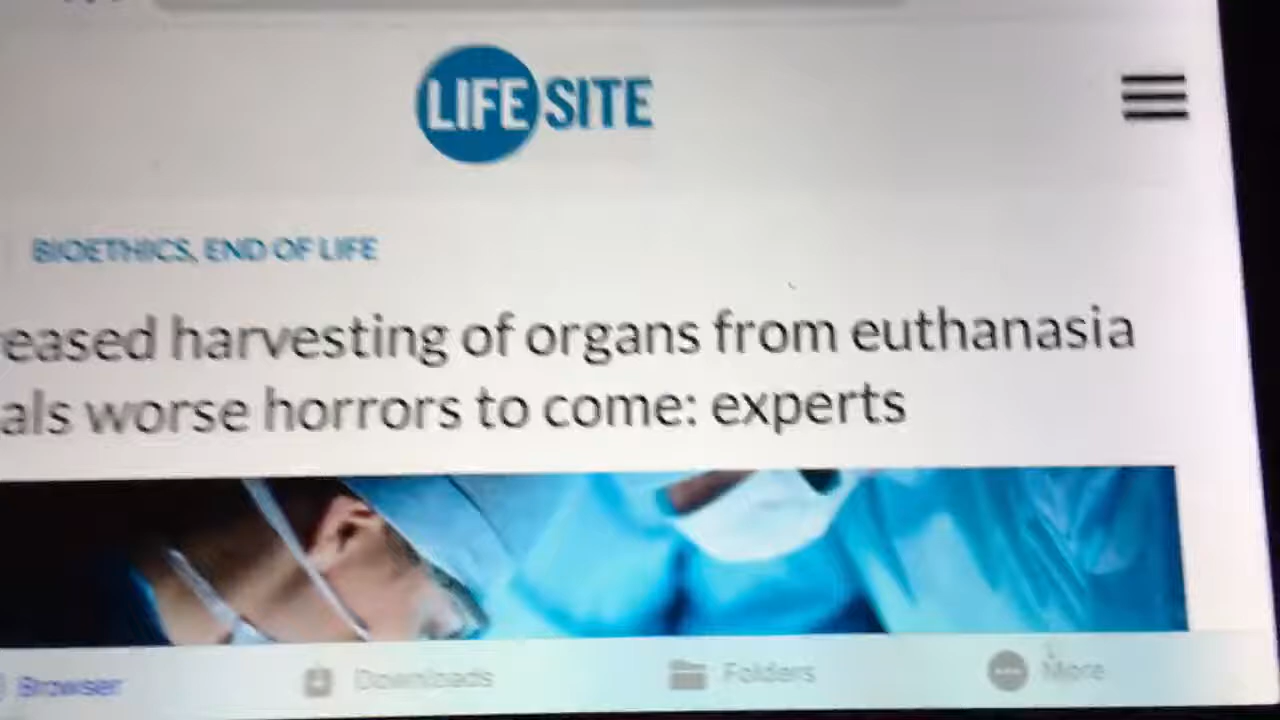 LIFE SITE
BIOETHICS, END OF LIFE
eased harvesting of organs from euthanasia
als worse horrors to come: experts
Browser
Downloads
Folders
More